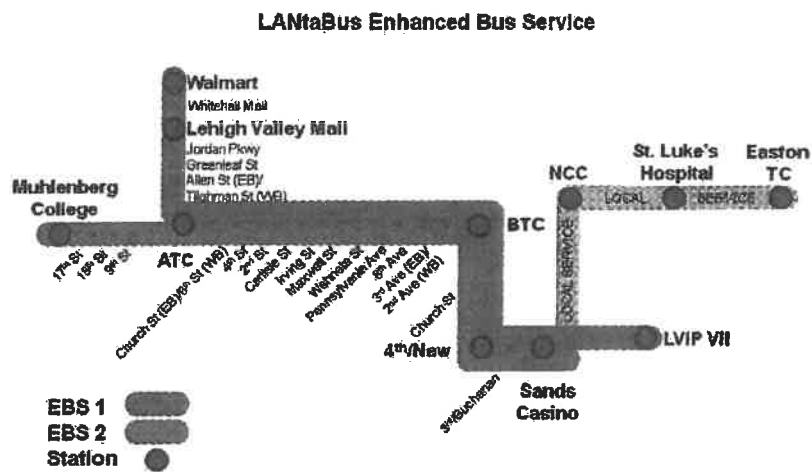 LANtaBus Enhanced Bus Service
Walmart
Whitehall Mall
Lehigh Valley Mall
Jordan Pkwy
Greenleaf St
Allen St (EB)/
Tilghman St (WB)
Muhlenberg
College
ATC
17th St
15th St
9th St
Church St (EB)/6th St (WB)
4th St
2nd St
Carlisle St
Irving St
Maxwell St
Wahneta St
Pennsylvania Ave
8th Ave
3rd Ave (EB)/
2nd Ave (WB)
Church St
BTC
NCC
St. Luke's
Hospital
Easton
TC
LOCAL
SERVICE
LOCAL SERVICE
4th/New
3rd/Buchanan
Sands
Casino
LVIP VII
EBS 1
EBS 2
Station